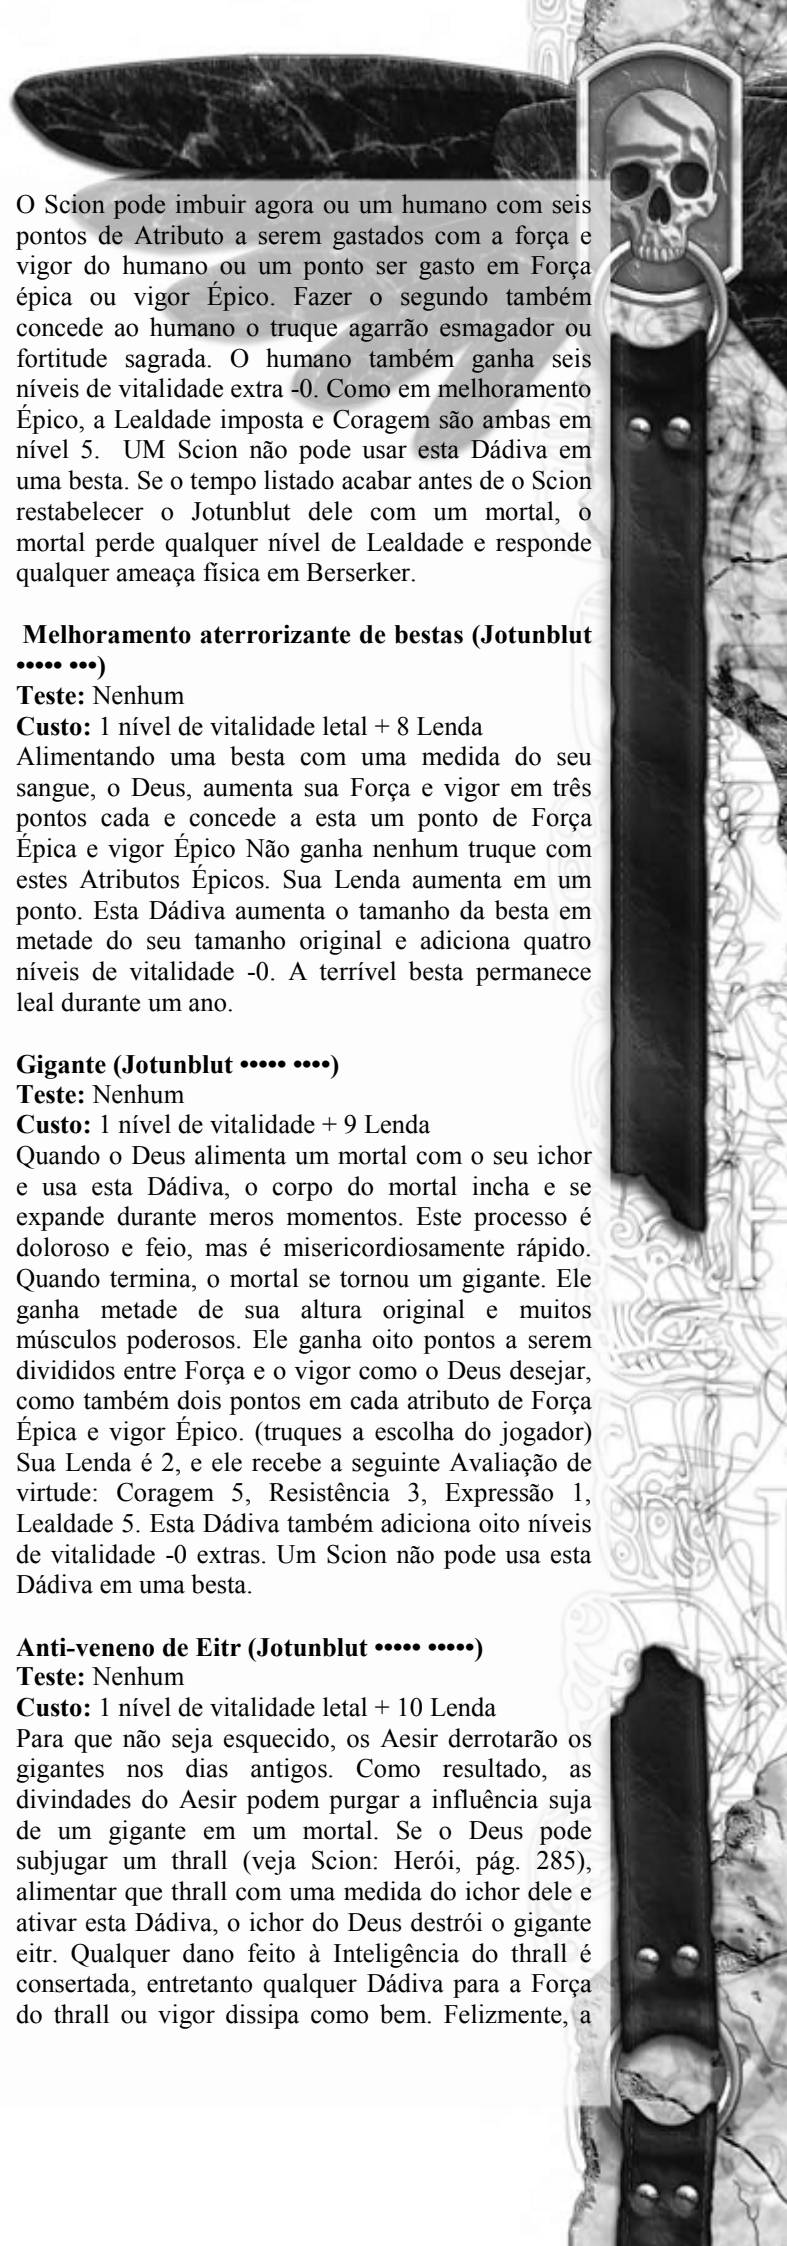 O Scion pode imbuir agora ou um humano com seis
pontos de Atributo a serem gastados com a força e
vigor do humano ou um ponto ser gasto em Força
épica ou vigor Épico. Fazer o segundo também
concede ao humano o truque agarrão esmagador ou
fortitude sagrada. O humano também ganha seis
níveis de vitalidade extra -0. Como em melhoramento
Épico, a Lealdade imposta e Coragem são ambas em
nível 5. UM Scion não pode usar esta Dádiva em
uma besta. Se o tempo listado acabar antes de o Scion
restabelecer o Jotunblut dele com um mortal, o
mortal perde qualquer nível de Lealdade e responde
qualquer ameaça física em Berserker.
Melhoramento aterrorizante de bestas (Jotunblut
••••• •••)
Teste: Nenhum
Custo: 1 nível de vitalidade letal + 8 Lenda
Alimentando uma besta com uma medida do seu
sangue, o Deus, aumenta sua Força e vigor em três
pontos cada e concede a esta um ponto de Força
Épica e vigor Épico Não ganha nenhum truque com
estes Atributos Épicos. Sua Lenda aumenta em um
ponto. Esta Dádiva aumenta o tamanho da besta em
metade do seu tamanho original e adiciona quatro
níveis de vitalidade -0. A terrível besta permanece
leal durante um ano.
Gigante (Jotunblut ••••• ••••)
Teste: Nenhum
Custo: 1 nível de vitalidade + 9 Lenda
Quando o Deus alimenta um mortal com o seu ichor
e usa esta Dádiva, o corpo do mortal incha e se
expande durante meros momentos. Este processo é
doloroso e feio, mas é misericordiosamente rápido.
Quando termina, o mortal se tornou um gigante. Ele
ganha metade de sua altura original e muitos
músculos poderosos. Ele ganha oito pontos a serem
divididos entre Força e o vigor como o Deus desejar,
como também dois pontos em cada atributo de Força
Épica e vigor Épico. (truques a escolha do jogador)
Sua Lenda é 2, e ele recebe a seguinte Avaliação de
virtude: Coragem 5, Resistência 3, Expressão 1,
Lealdade 5. Esta Dádiva também adiciona oito níveis
de vitalidade -0 extras. Um Scion não pode usa esta
Dádiva em uma besta.
Anti-veneno de Eitr (Jotunblut ••••• •••••)
Teste: Nenhum
Custo: 1 nível de vitalidade letal + 10 Lenda
Para que não seja esquecido, os Aesir derrotarão os
gigantes nos dias antigos. Como resultado, as
divindades do Aesir podem purgar a influência suja
de um gigante em um mortal. Se o Deus pode
subjugar um thrall (veja Scion: Herói, pág. 285),
alimentar que thrall com uma medida do ichor dele e
ativar esta Dádiva, o ichor do Deus destrói o gigante
eitr. Qualquer dano feito à Inteligência do thrall é
consertada, entretanto qualquer Dádiva para a Força
do thrall ou vigor dissipa como bem. Felizmente, a